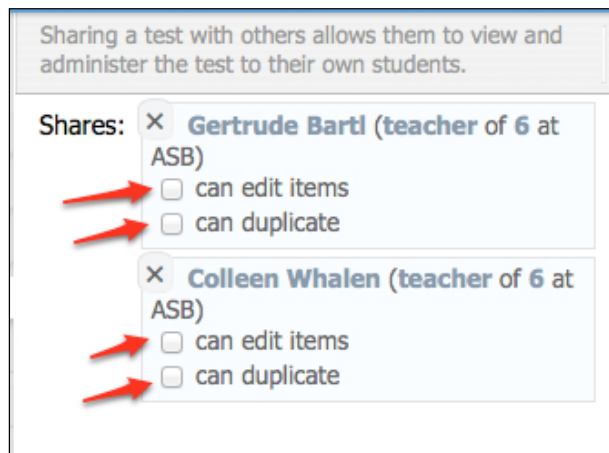 Sharing a test with others allows them to view and
administer the test to their own students.
Shares: × Gertrude Bartl (teacher of 6 at
ASB)
can edit items
can duplicate
× Colleen Whalen (teacher of 6 at
ASB)
can edit items
can duplicate